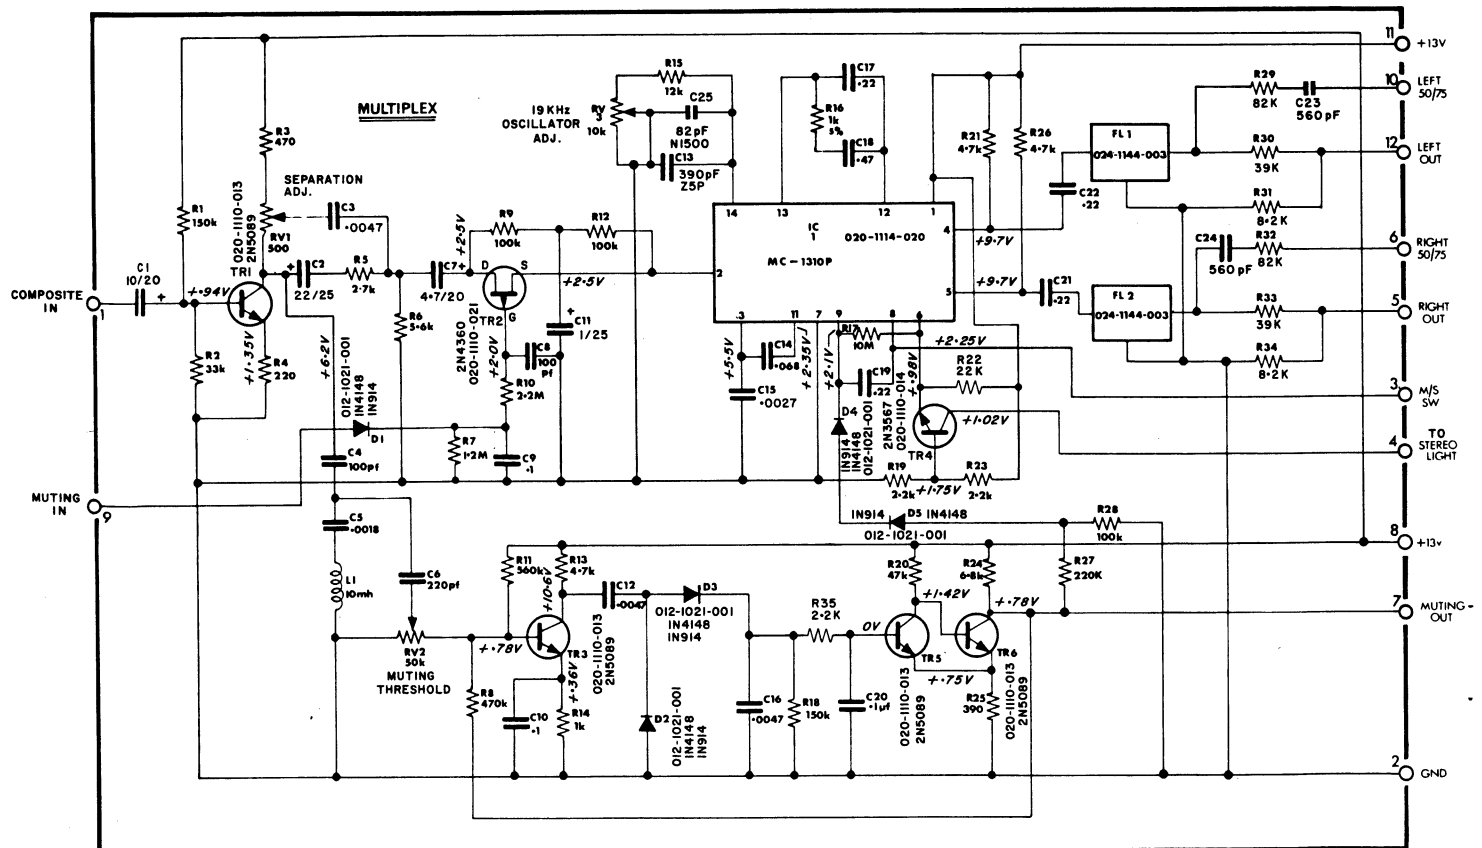 MULTIPLEX
COMPOSITE
IN
1
C1
10/20
+
R1
150k
+.94V
R2
33k
R3
470
SEPARATION
ADJ.
020-1110-013
2N5089
RV1
500
TR1
C3
.0047
+
C2
22/25
R5
2.7k
+1.35V
R4
220
+6.2V
012-1021-001
1N4148
1N914
D1
R6
5.6k
C7+
4.7/20
+2.5V
D
S
G
R9
100k
R12
100k
+2.5V
TR2
2N4360
020-1110-021
+2.0V
C8
100
pf
+
C11
1/25
R10
2.2M
R7
1.2M
C9
.1
C4
100pf
MUTING
IN
9
C5
.0018
L1
10mh
C6
220pf
RV2
50k
MUTING
THRESHOLD
R8
470k
R11
560k
R13
4.7k
+10.6V
+.78V
TR3
020-1110-013
2N5089
+.36V
C10
.1
R14
1k
C12
.0047
D3
012-1021-001
1N4148
1N914
D2
012-1021-001
1N4148
1N914
C16
.0047
R18
150k
R35
2.2K
C20
.1µf
0V
TR5
020-1110-013
2N5089
R20
47k
+1.42V
R24
6.8k
+.78V
TR6
020-1110-013
2N5089
+.75V
R25
390
R27
220K
R28
100k
1N914
D5
1N4148
012-1021-001
19KHz
OSCILLATOR
ADJ.
RV
3
10k
R15
12k
C25
82pF
N1500
C13
390pF
Z5P
R16
1k
5%
C17
.22
C18
.47
14
13
12
1
4
5
2
3
11
7
9
8
6
IC
1
020-1114-020
MC-1310P
+5.5V
C14
.068
C15
.0027
+2.35V
+2.1V
R17
10M
C19
.22
+2.25V
D4
1N914
1N4148
012-1021-001
2N3567
020-1110-014
+.98V
R22
22K
+1.02V
TR4
R19
2.2k
+1.75V
R23
2.2k
R21
4.7k
R26
4.7k
+9.7V
+9.7V
C22
.22
C21
.22
FL 1
024-1144-003
FL 2
024-1144-003
R29
82K
C23
560pF
R30
39K
R31
8.2K
C24
560pF
R32
82K
R33
39K
R34
8.2K
11
+13V
10
LEFT
50/75
12
LEFT
OUT
6
RIGHT
50/75
5
RIGHT
OUT
3
M/S
SW
4
TO
STEREO
LIGHT
8
+13v
7
MUTING
OUT
2
GND